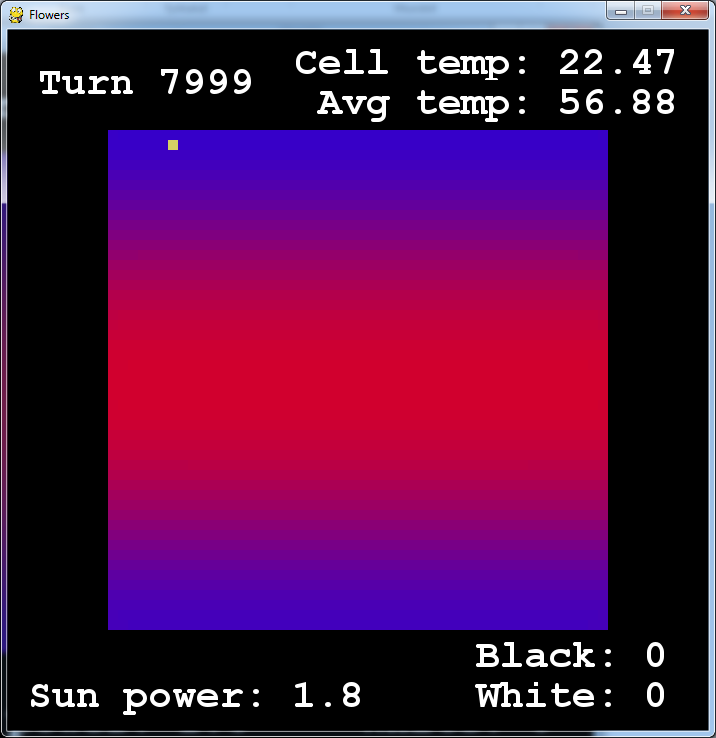 Flowers
Turn 7999
Cell temp: 22.47
Avg temp: 56.88
Black: 0
Sun power: 1.8
White: 0